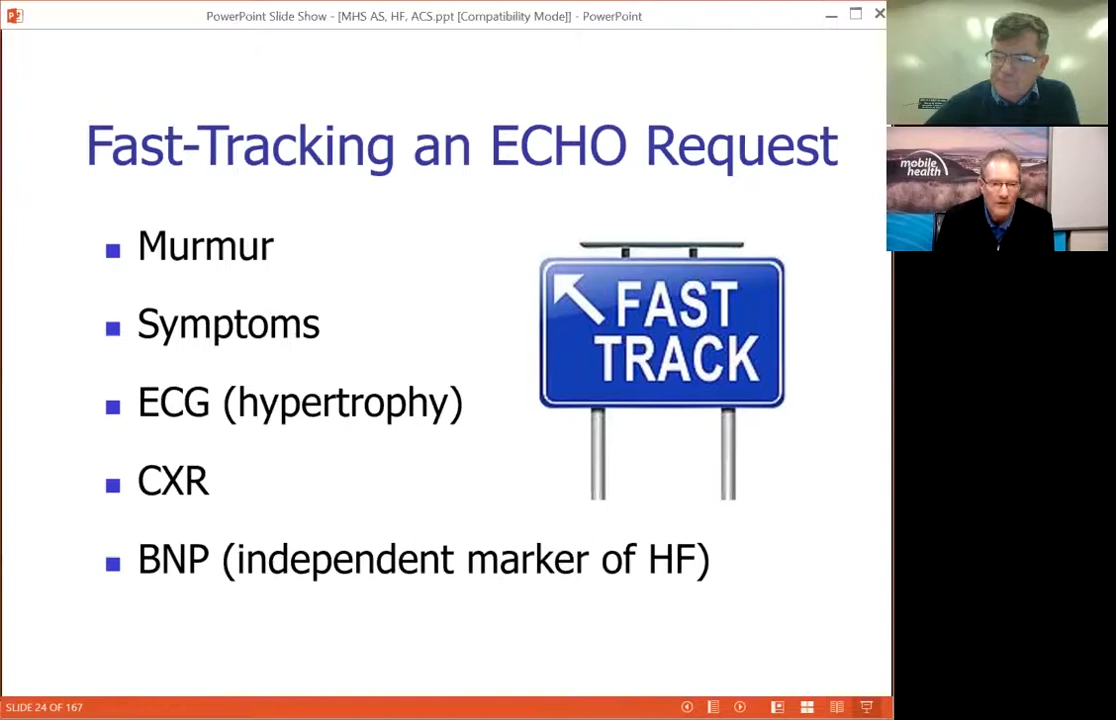 PowerPoint Slide Show - [MHS AS, HF, ACS.ppt [Compatibility Mode]] - PowerPoint
Fast-Tracking an ECHO Request
Murmur
Symptoms
ECG (hypertrophy)
CXR
BNP (independent marker of HF)
FAST
TRACK
mobile
health
SLIDE 24 OF 167